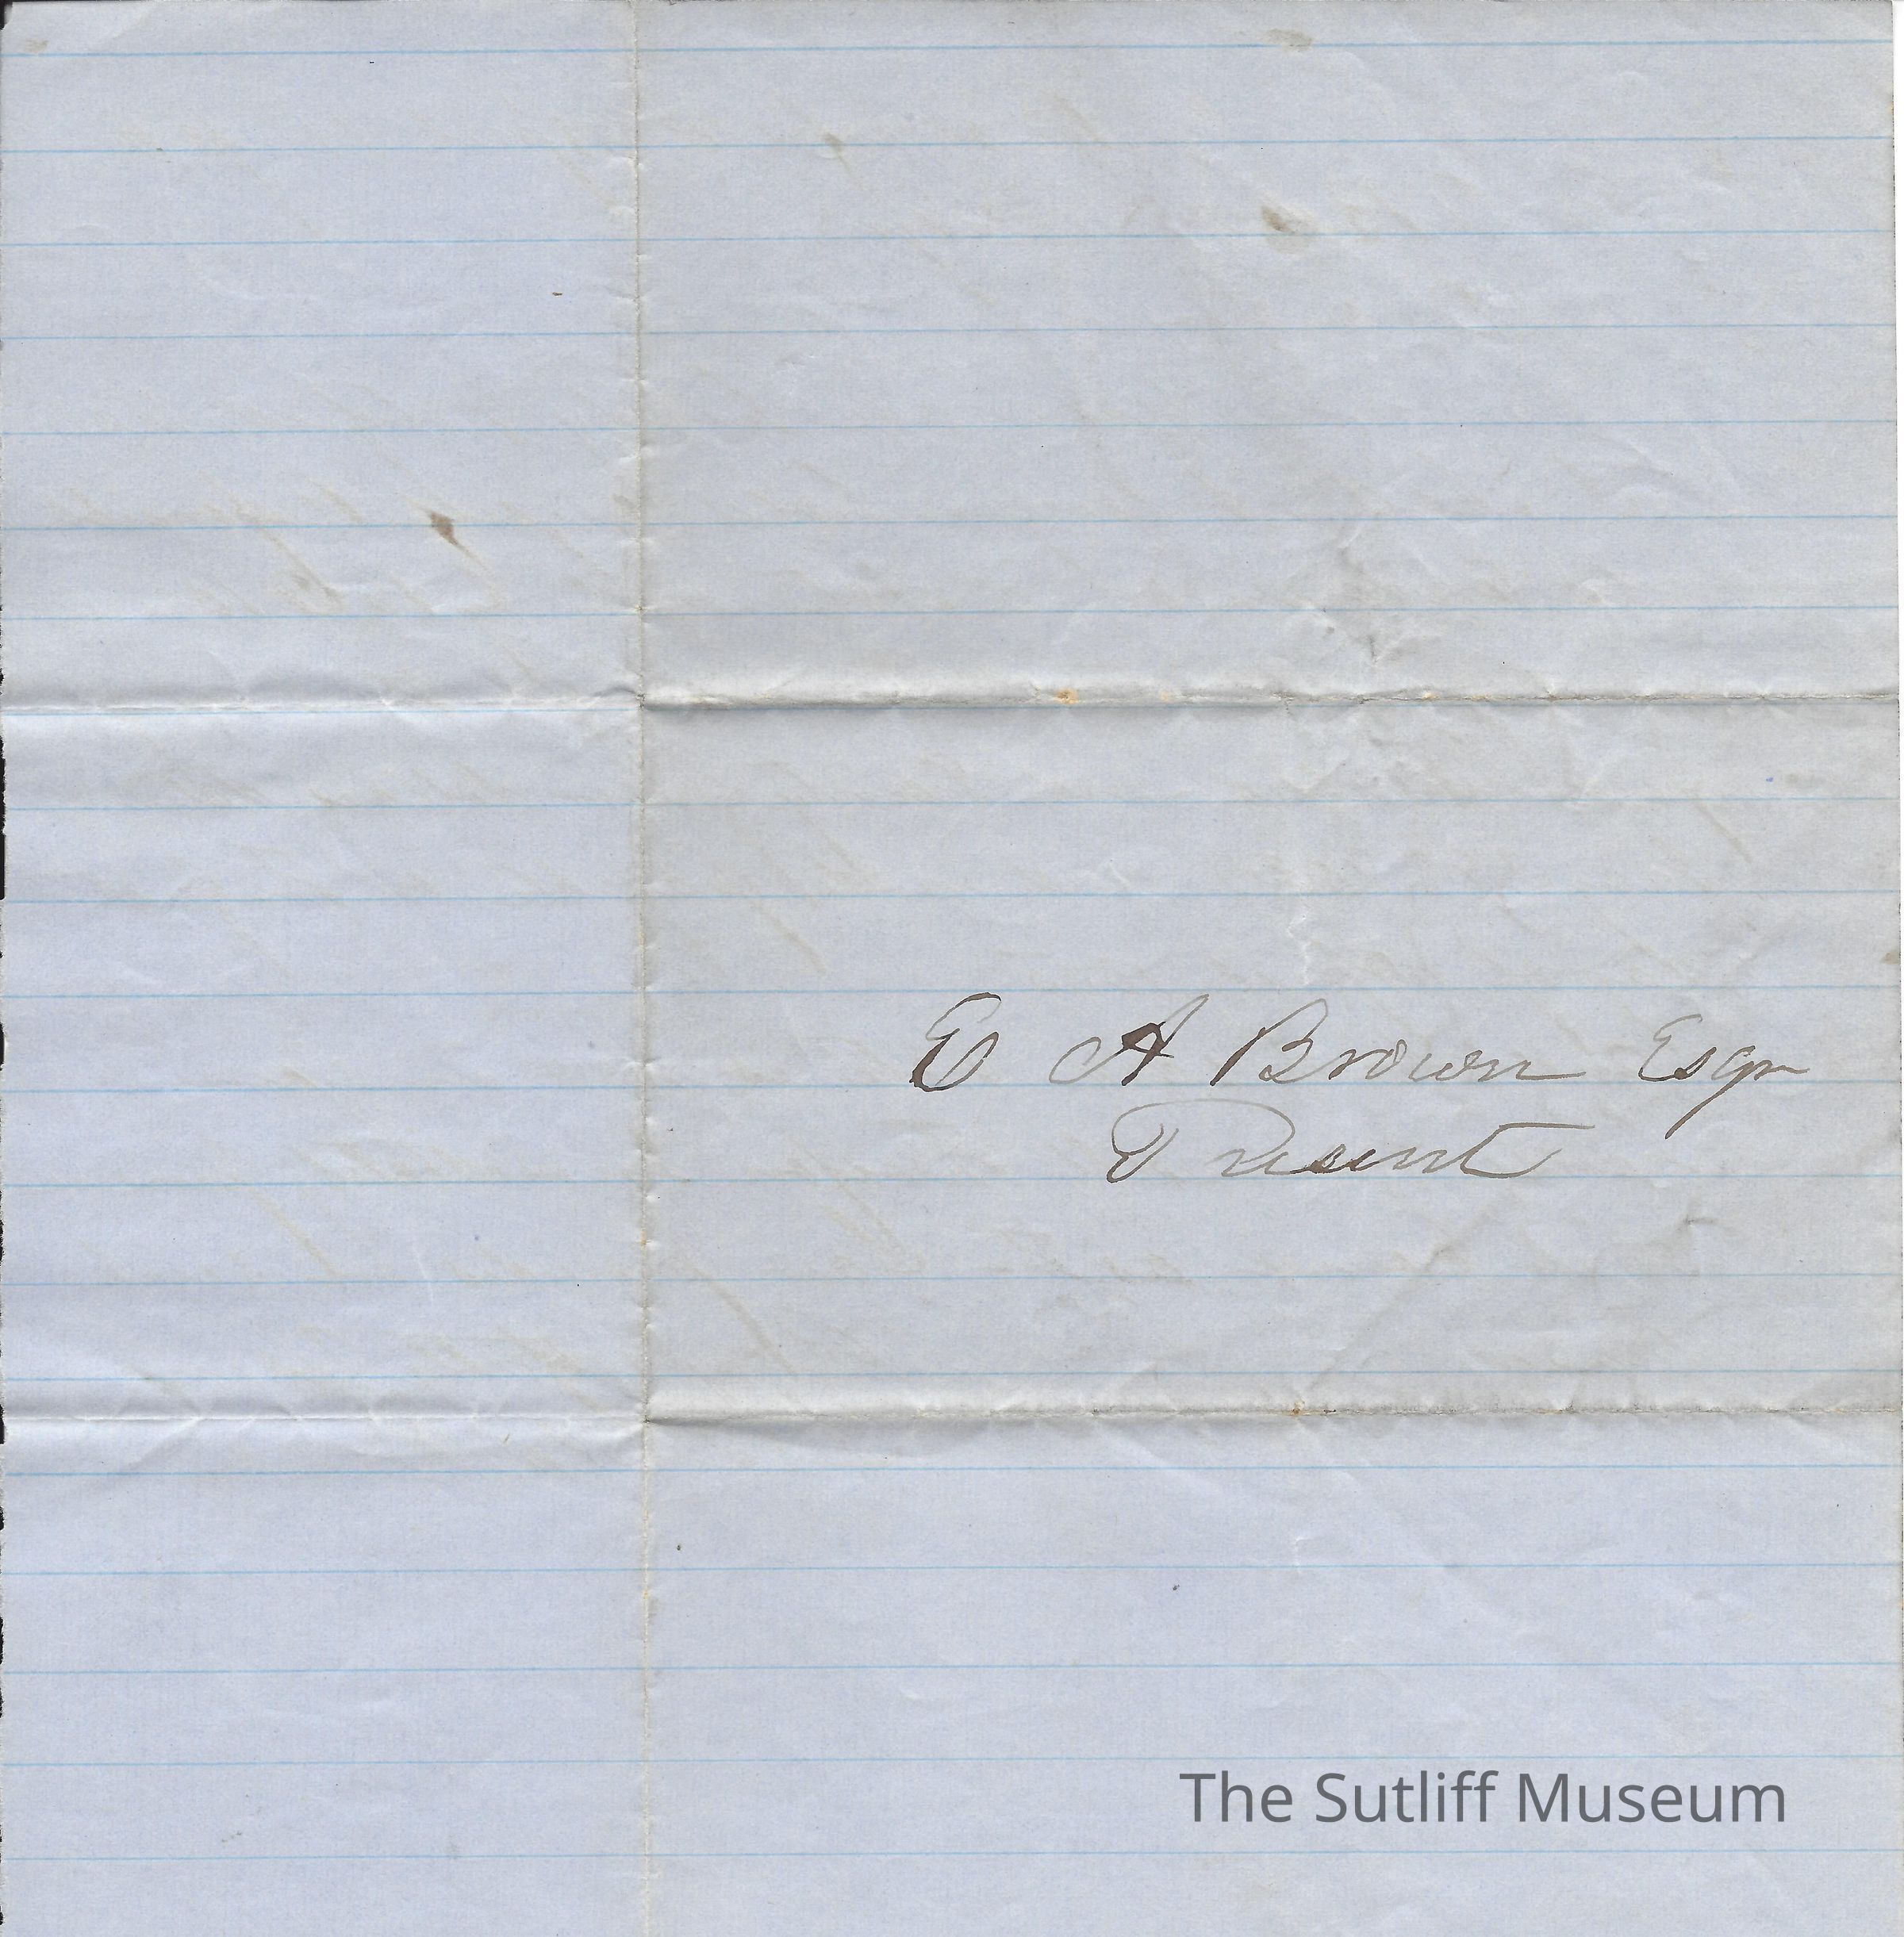 E A Brown Esqr
Present
The Sutliff Museum